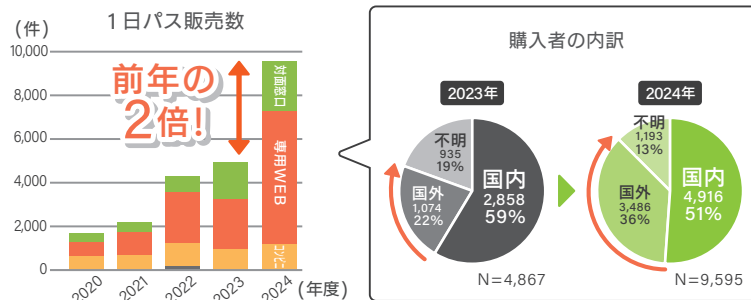 1日パス販売数
(件)
10,000
8,000
6,000
4,000
2,000
0
前年の
2倍!
対面窓口
専用WEB
コンビニ
2020
2021
2022
2023
2024
(年度)
購入者の内訳
2023年
不明
935
19%
国外
1,074
22%
国内
2,858
59%
N=4,867
2024年
不明
1,193
13%
国外
3,486
36%
国内
4,916
51%
N=9,595